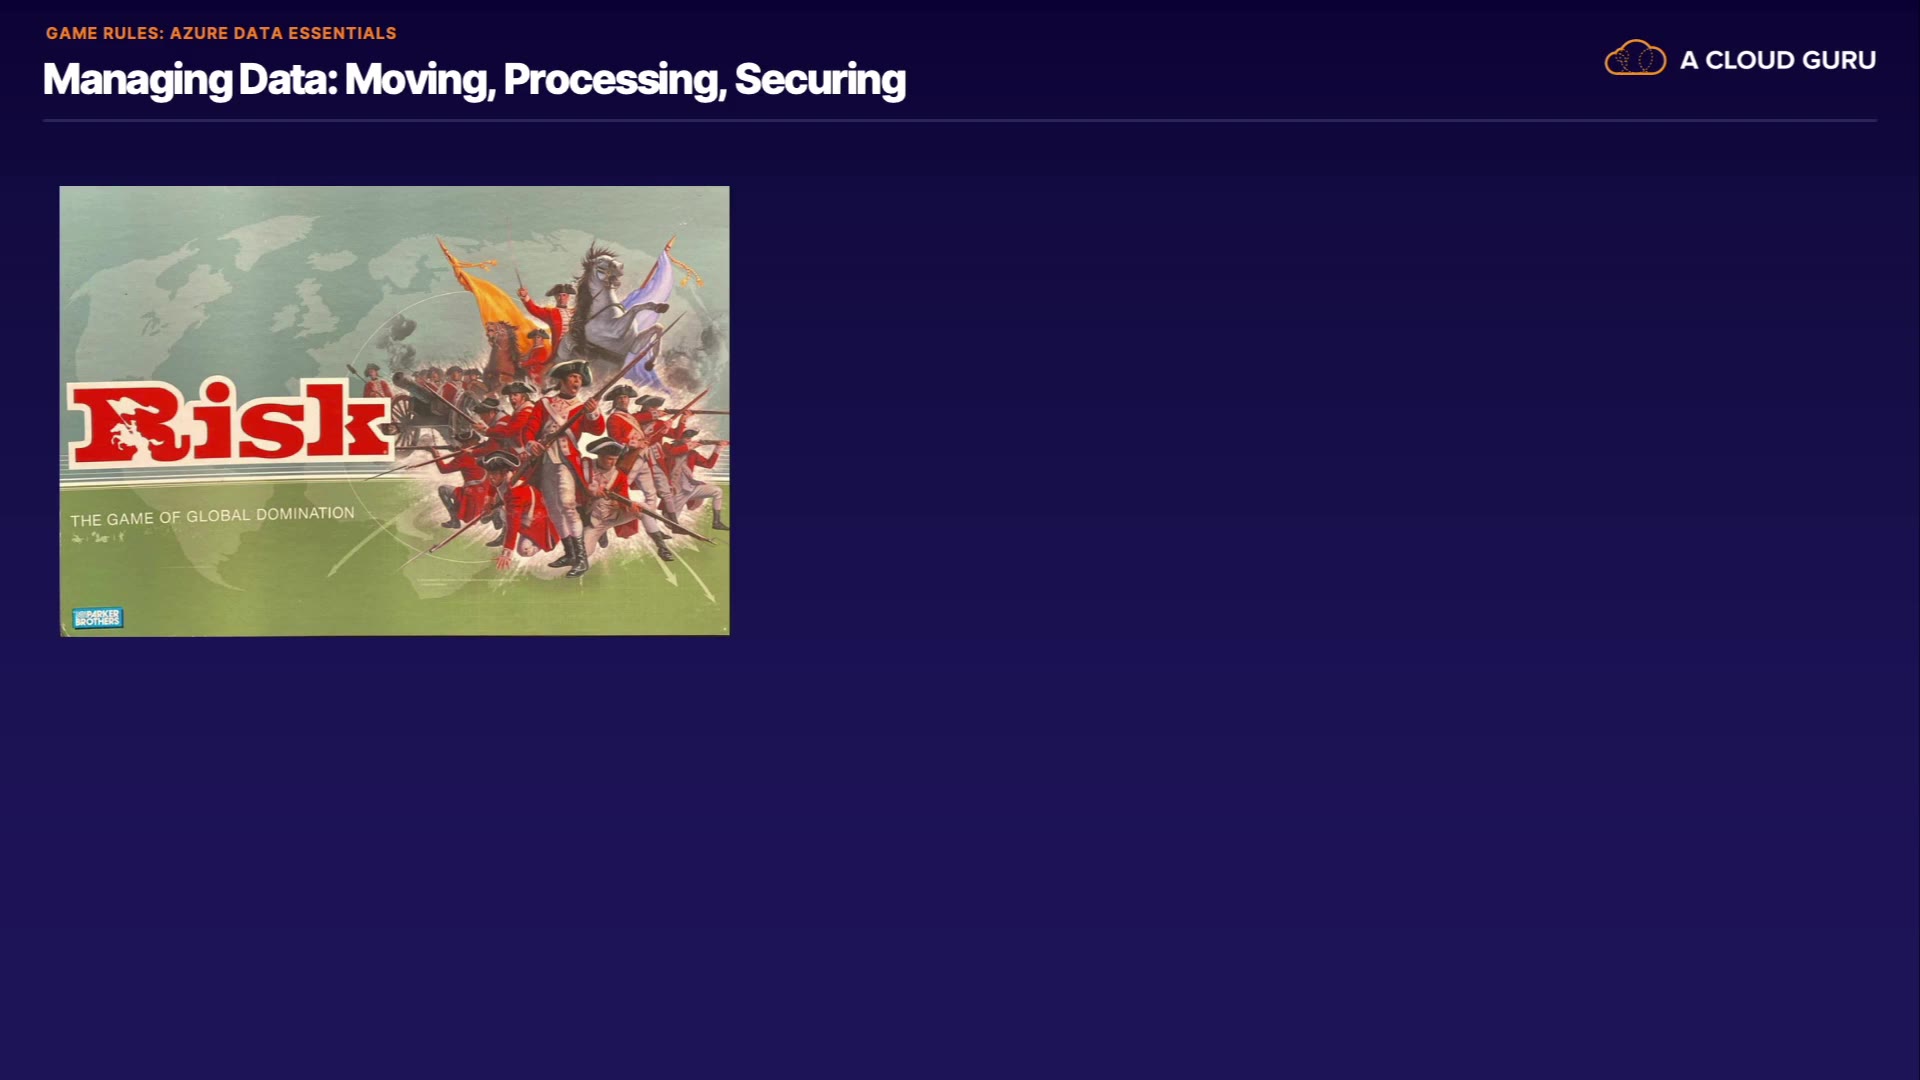 GAME RULES: AZURE DATA ESSENTIALS
Managing Data: Moving, Processing, Securing
A CLOUD GURU
Risk
THE GAME OF GLOBAL DOMINATION
PARKER
BROTHERS